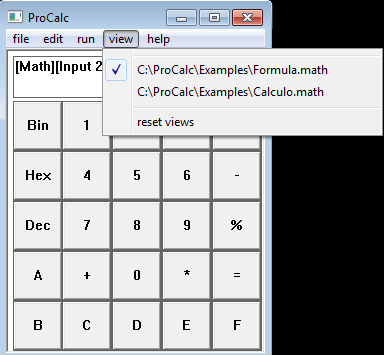 ProCalc
file edit run view help
[Math][Input 2
C:\ProCalc\Examples\Formula.math
C:\ProCalc\Examples\Calculo.math
reset views
Bin 1
Hex 4 5 6 -
Dec 7 8 9 %
A + 0 * =
B C D E F